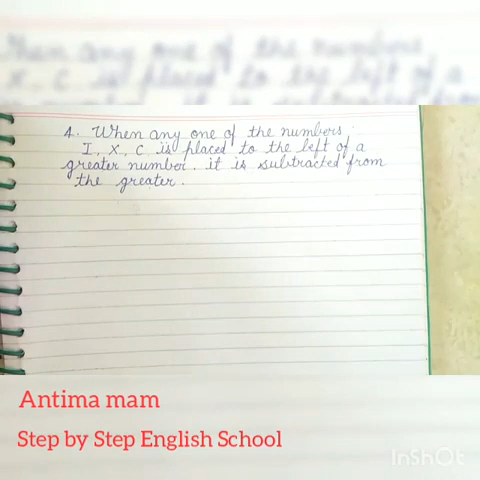 4. When any one of the numbers,
I, X, C is placed to the left of a
greater number. it is subtracted from
the greater.
Antima mam
Step by Step English School
InShOt